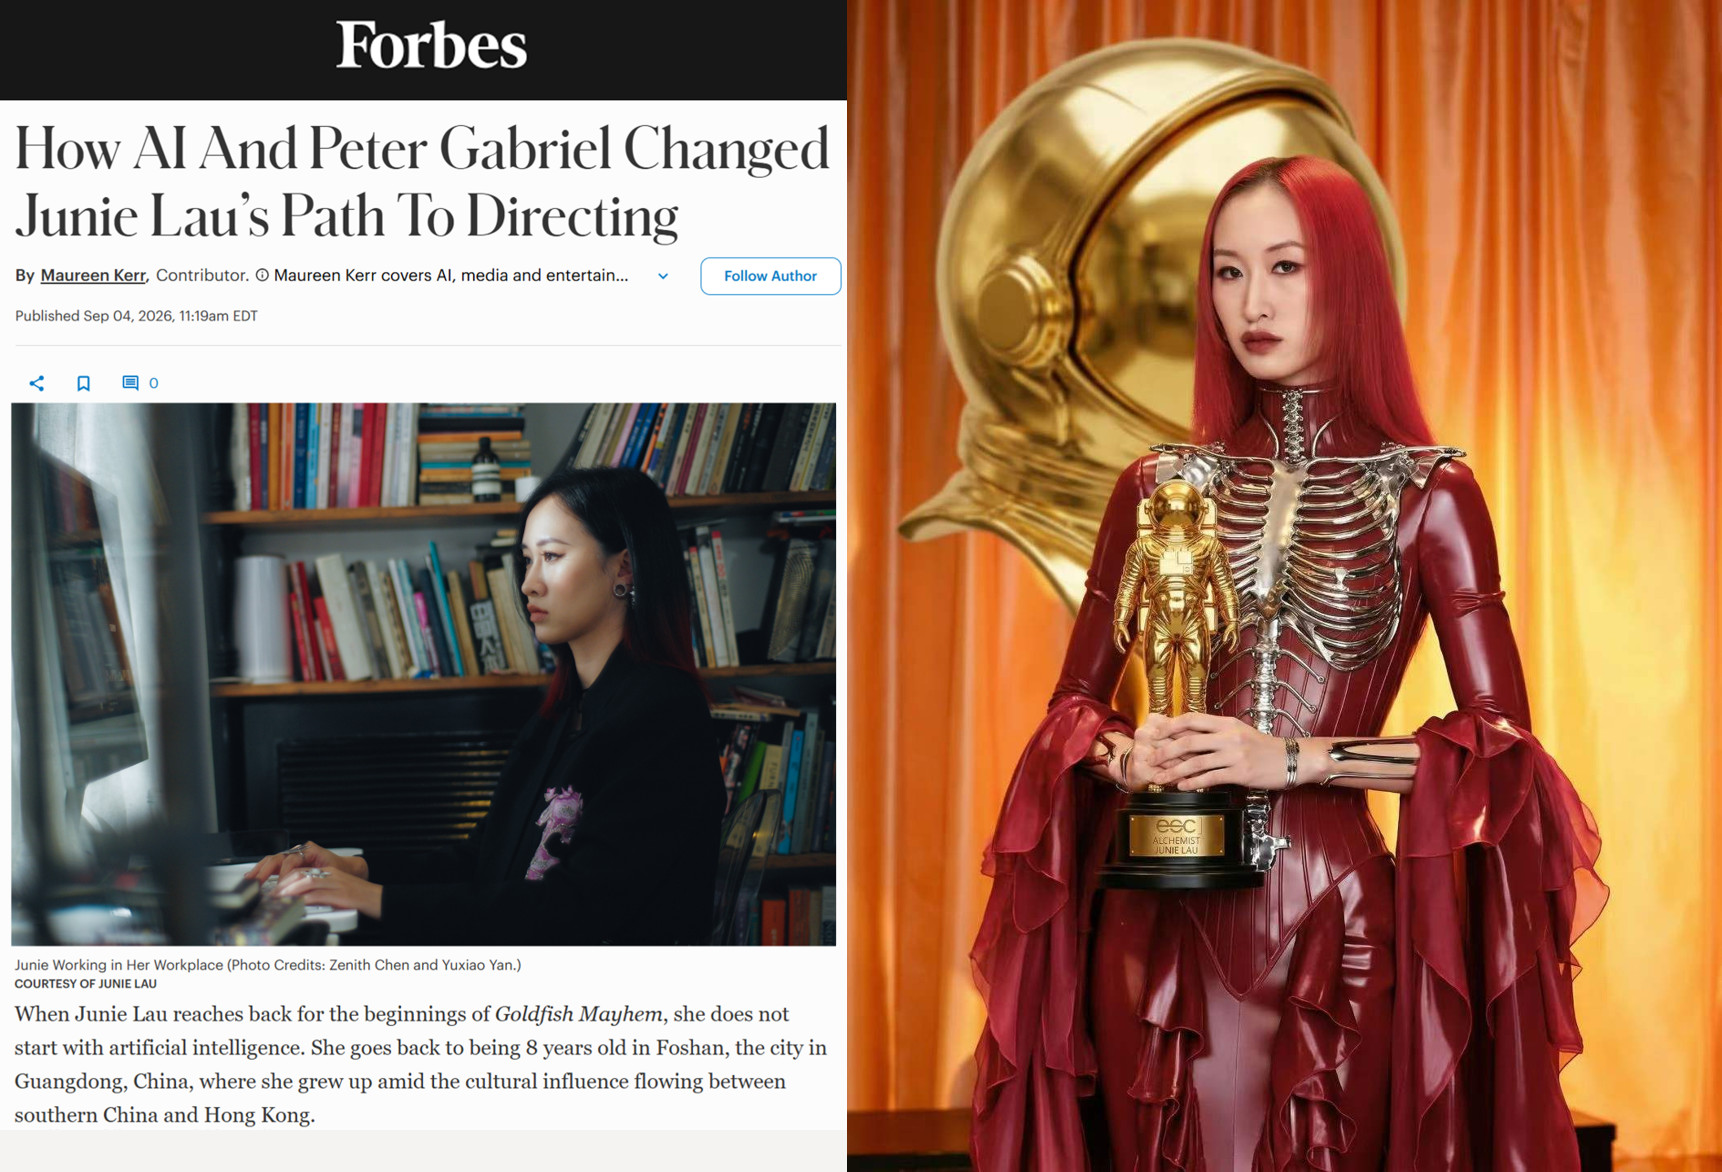 Forbes
How AI And Peter Gabriel Changed
Junie Lau’s Path To Directing
By Maureen Kerr, Contributor. Maureen Kerr covers AI, media and entertain...
Follow Author
Published Sep 04, 2026, 11:19am EDT
0
Junie Working in Her Workplace (Photo Credits: Zenith Chen and Yuxiao Yan.)
COURTESY OF JUNIE LAU
When Junie Lau reaches back for the beginnings of Goldfish Mayhem, she does not
start with artificial intelligence. She goes back to being 8 years old in Foshan, the city in
Guangdong, China, where she grew up amid the cultural influence flowing between
southern China and Hong Kong.
esc
ALCHEMIST
JUNIE LAU